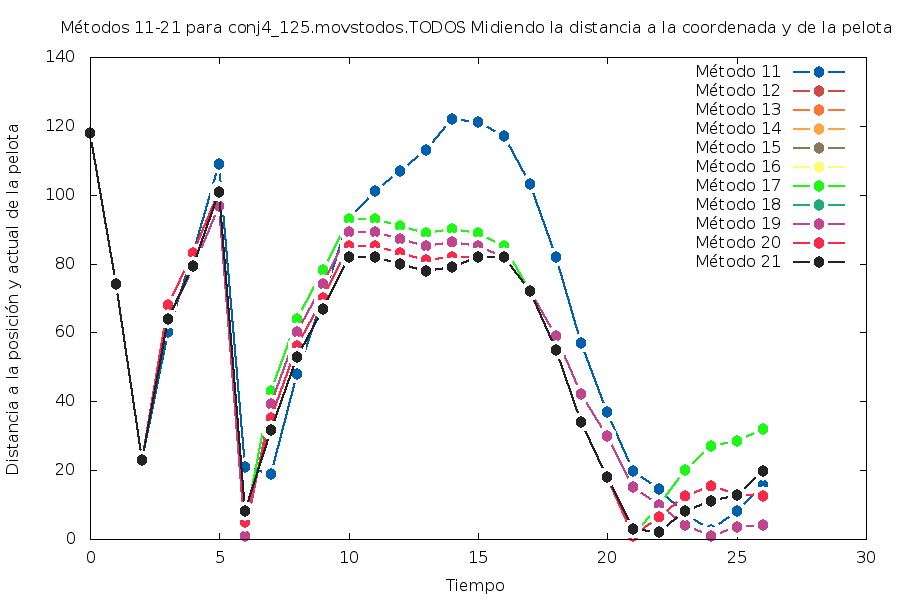 Métodos 11-21 para conj4_125.movstodos.TODOS Midiendo la distancia a la coordenada y de la pelota
Distancia a la posición y actual de la pelota
140
120
100
80
60
40
20
0
Método 11
Método 12
Método 13
Método 14
Método 15
Método 16
Método 17
Método 18
Método 19
Método 20
Método 21
0 5 10 15 20 25 30
Tiempo